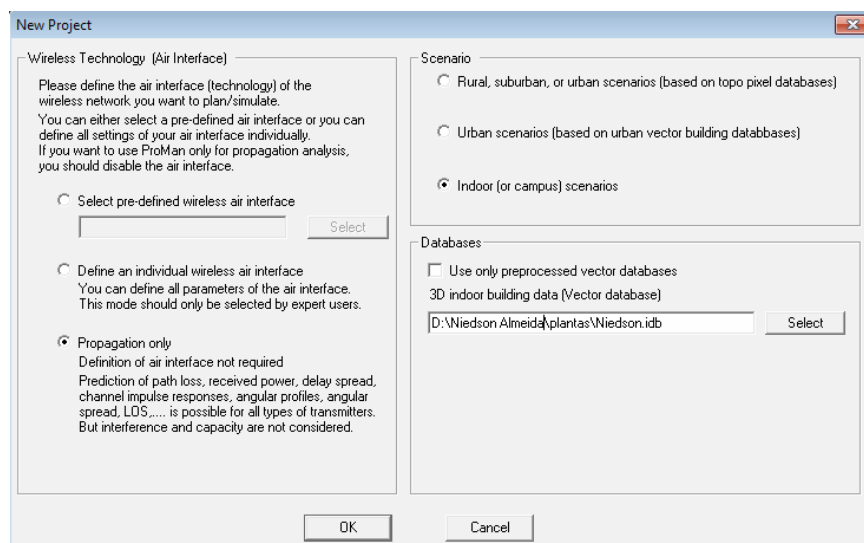 New Project
Wireless Technology (Air Interface)
Please define the air interface (technology) of the
wireless network you want to plan/simulate.
You can either select a pre-defined wireless air interface or you can
define all settings of your air interface individually.
If you want to use ProMan only for propagation analysis,
you should disable the air interface.
Select pre-defined wireless air interface
Select
Define an individual wireless air interface
You can define all parameters of the air interface.
This mode should only be selected by expert users.
Propagation only
Definition of air interface not required
Prediction of path loss, received power, delay spread,
channel impulse responses, angular profiles, angular
spread, LOS,.... is possible for all types of transmitters.
But interference and capacity are not considered.
Scenario
Rural, suburban, or urban scenarios (based on topo pixel databases)
Urban scenarios (based on urban vector building databbases)
Indoor (or campus) scenarios
Databases
Use only preprocessed vector databases
3D indoor building data (Vector database)
D:\Niedson Almeida\plantas\Niedson.idb
Select
OK
Cancel